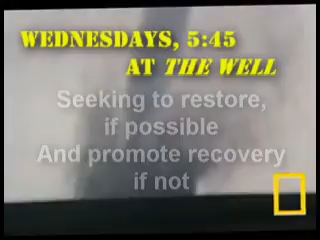 WEDNESDAYS, 5:45
AT THE WELL
Seeking to restore,
if possible
And promote recovery
if not